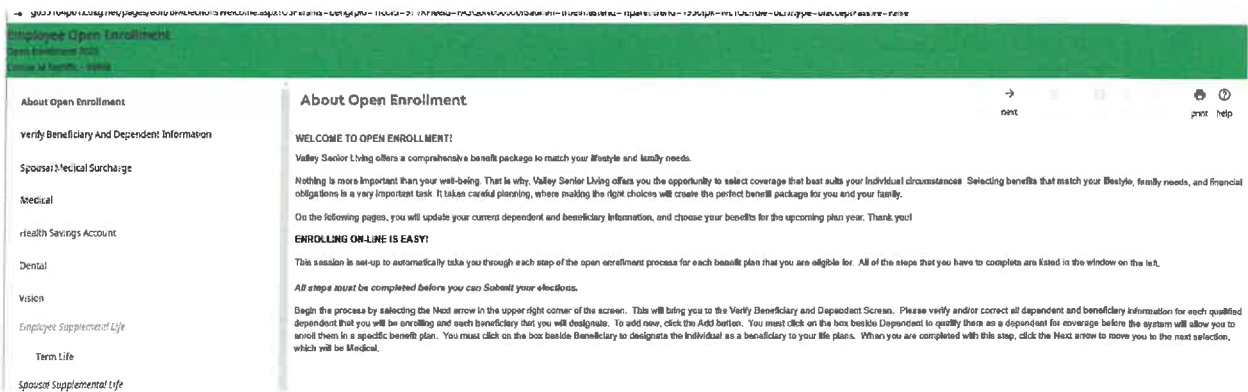 Employee Open Enrollment
Open Enrollment
About Open Enrollment
Verify Beneficiary And Dependent Information
Spousal Medical Surcharge
Medical
Health Savings Account
Dental
Vision
Employee Supplemental Life
Term Life
Spousal Supplemental Life
About Open Enrollment
next
print help
WELCOME TO OPEN ENROLLMENT!
Valley Senior Living offers a comprehensive benefit package to match your lifestyle and family needs.
Nothing is more important than your well-being. That is why, Valley Senior Living offers you the opportunity to select coverage that best suits your individual circumstances. Selecting benefits that match your lifestyle, family needs, and financial
obligations is a very important task. It takes careful planning, where making the right choices will create the perfect benefit package for you and your family.
On the following pages, you will update your current dependent and beneficiary information, and choose your benefits for the upcoming plan year. Thank you!
ENROLLING ON-LINE IS EASY!
This session is set-up to automatically take you through each step of the open enrollment process for each benefit plan that you are eligible for. All of the steps that you have to complete are listed in the window on the left.
All steps must be completed before you can Submit your elections.
Begin the process by selecting the Next arrow in the upper right corner of the screen. This will bring you to the Verify Beneficiary and Dependent Screen. Please verify and/or correct all dependent and beneficiary information for each qualified
dependent that you will be enrolling and each beneficiary that you will designate. To add new, click the Add button. You must click on the box beside Dependent to qualify them as a dependent for coverage before the system will allow you to
enroll them in a specific benefit plan. You must click on the box beside Beneficiary to designate the individual as a beneficiary to your life plans. When you are completed with this step, click the Next arrow to move you to the next selection,
which will be Medical.